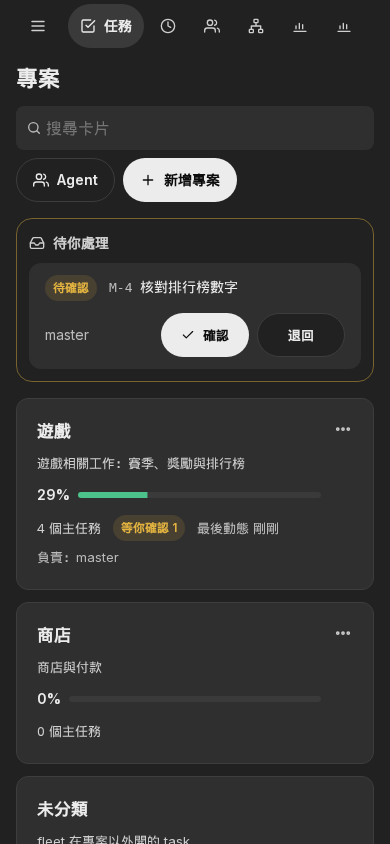 任務
專案
搜尋卡片
Agent
新增專案
待你處理
待確認 M-4 核對排行榜數字
master 確認 退回
遊戲
遊戲相關工作: 賽季、獎勵與排行榜
29%
4 個主任務 等你確認 1 最後動態 剛剛
負責: master
商店
商店與付款
0%
0 個主任務
未分類
fleet 在專案以外開的 task